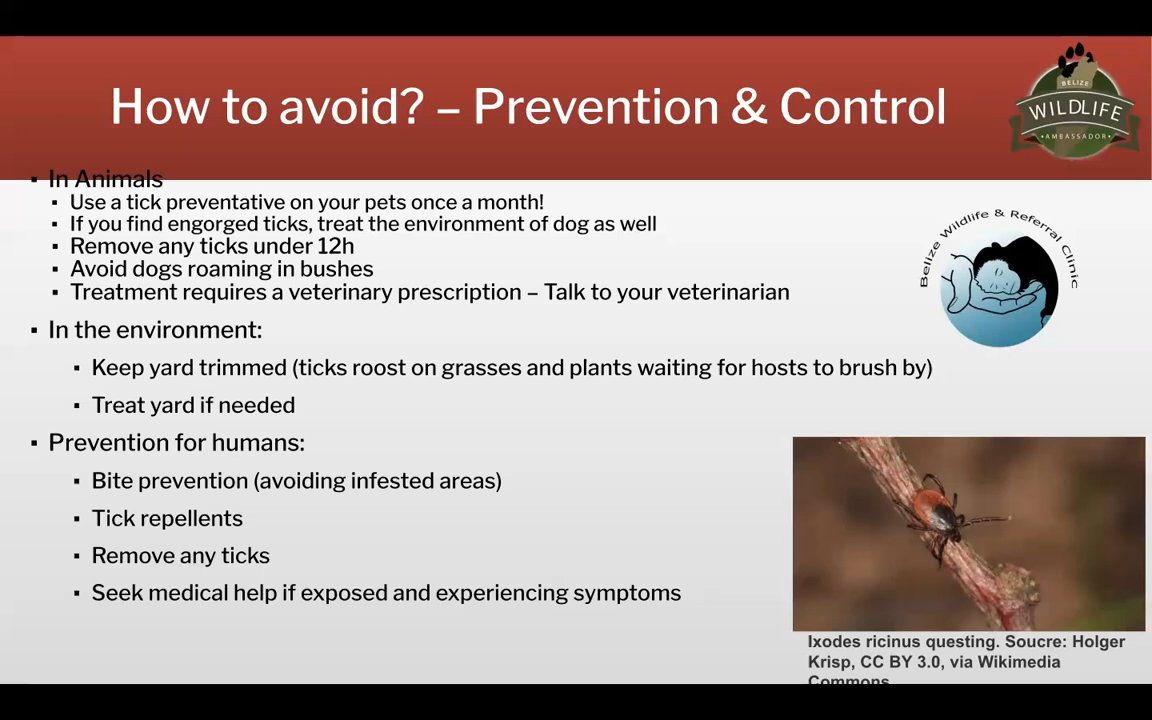 How to avoid? – Prevention & Control
BELIZE
WILDLIFE
AMBASSADOR
▪ In Animals
▪ Use a tick preventative on your pets once a month!
▪ If you find engorged ticks, treat the environment of dog as well
▪ Remove any ticks under 12h
▪ Avoid dogs roaming in bushes
▪ Treatment requires a veterinary prescription – Talk to your veterinarian
Belize Wildlife & Referral Clinic
▪ In the environment:
▪ Keep yard trimmed (ticks roost on grasses and plants waiting for hosts to brush by)
▪ Treat yard if needed
▪ Prevention for humans:
▪ Bite prevention (avoiding infested areas)
▪ Tick repellents
▪ Remove any ticks
▪ Seek medical help if exposed and experiencing symptoms
Ixodes ricinus questing. Soucre: Holger
Krisp, CC BY 3.0, via Wikimedia
Commons